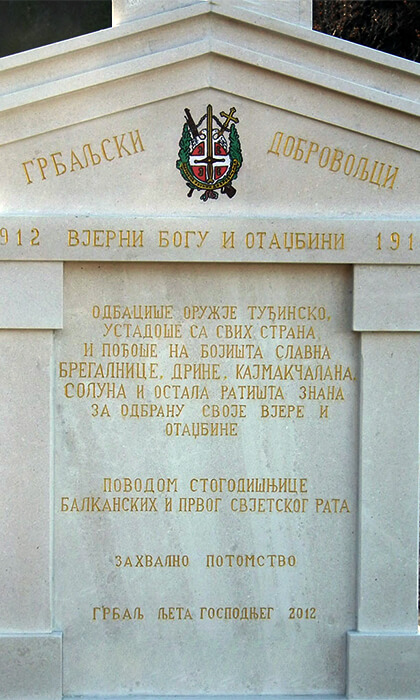 ГРБАЉСКИ ДОБРОВОЉЦИ
912 ВЈЕРНИ БОГУ И ОТАЏБИНИ 191
ОДБАЦИШЕ ОРУЖЈЕ ТУЂИНСКО,
УСТАДОШЕ СА СВИХ СТРАНА
И ПОЂОШЕ НА БОЈИШТА СЛАВНА
БРЕГАЛНИЦЕ, ДРИНЕ, КАЈМАКЧАЛАНА,
СОЛУНА И ОСТАЛА РАТИШТА ЗНАНА
ЗА ОДБРАНУ СВОЈЕ ВЈЕРЕ И
ОТАЏБИНЕ
ПОВОДОМ СТОГОДИШЊИЦЕ
БАЛКАНСКИХ И ПРВОГ СВЈЕТСКОГ РАТА
ЗАХВАЛНО ПОТОМСТВО
ГРБАЉ ЉЕТА ГОСПОДЊЕГ 2012